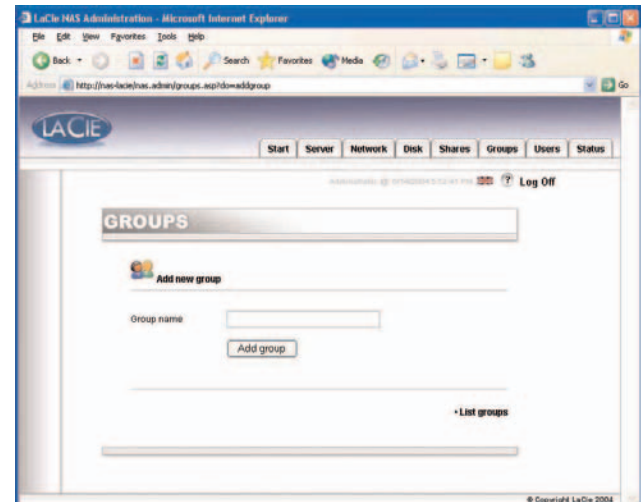 LaCie NAS Administration - Microsoft Internet Explorer
File Edit View Favorites Tools Help
Back Search Favorites Media
Address http://nas-lacie/nas.admin/groups.asp?do=addgroup Go
LACIE
Start Server Network Disk Shares Groups Users Status
? Log Off
GROUPS
Add new group
Group name
Add group
• List groups
© Copyright LaCie 2004